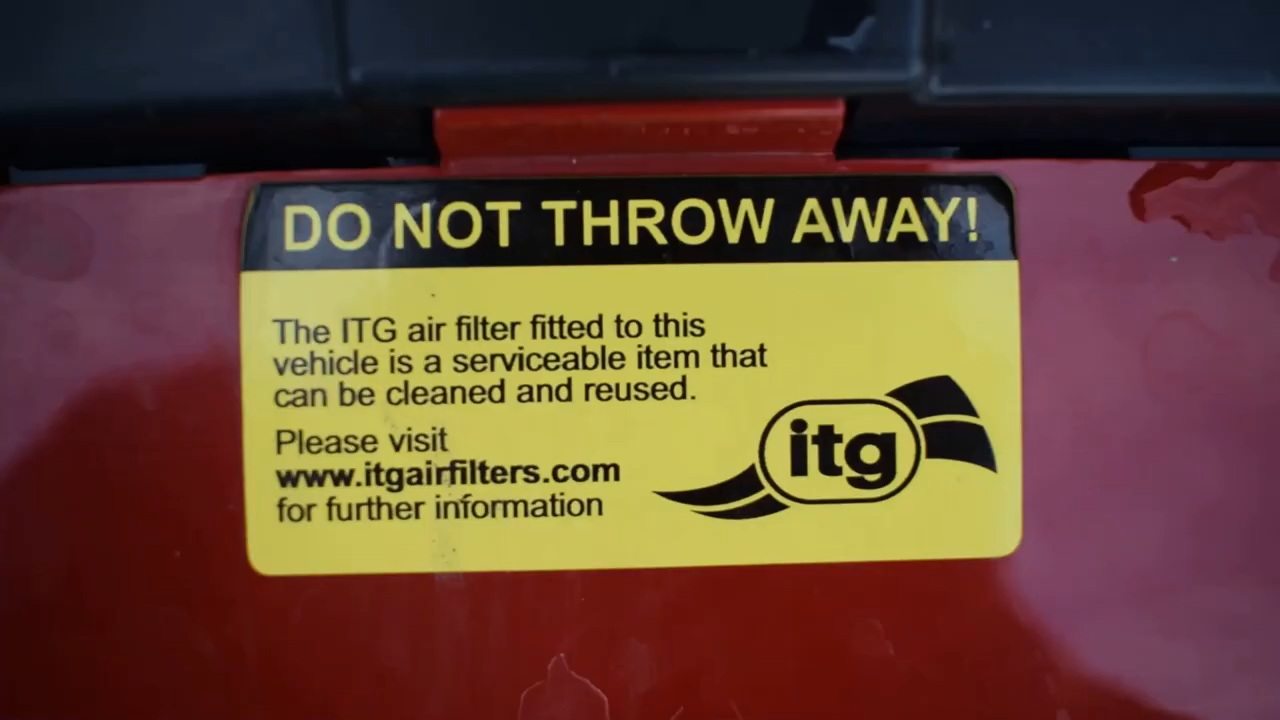 DO NOT THROW AWAY!
The ITG air filter fitted to this
vehicle is a serviceable item that
can be cleaned and reused.
Please visit
www.itgairfilters.com
for further information
itg